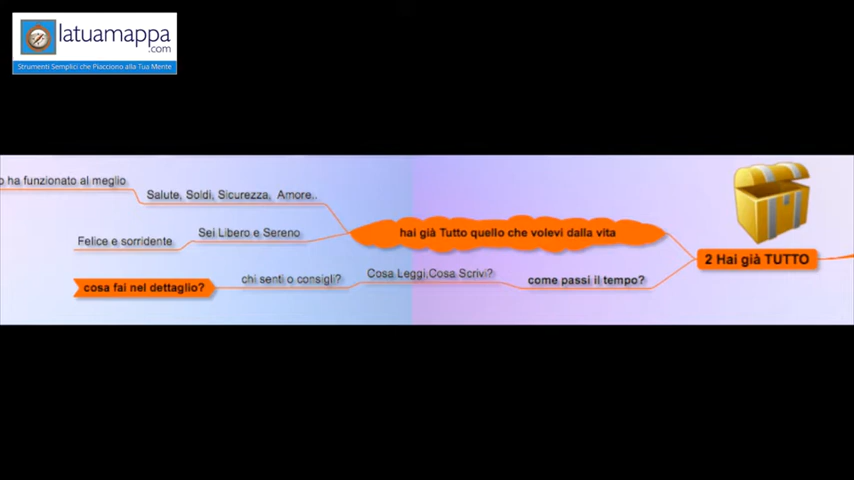 latuamappa
.com
Strumenti Semplici che Piacciono alla Tua Mente
o ha funzionato al meglio
Salute, Soldi, Sicurezza, Amore..
Sei Libero e Sereno
Felice e sorridente
hai già Tutto quello che volevi dalla vita
2 Hai già TUTTO
cosa fai nel dettaglio?
chi senti o consigli?
Cosa Leggi,Cosa Scrivi?
come passi il tempo?